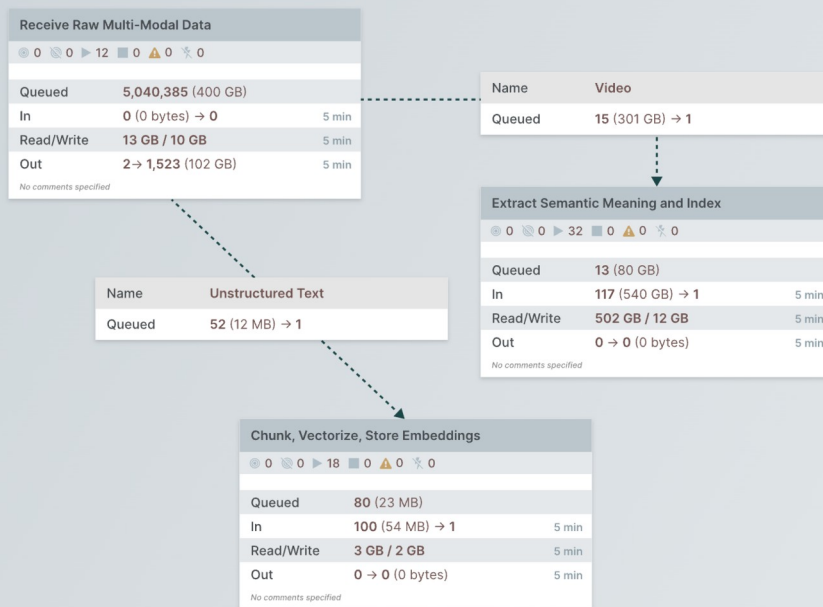 Receive Raw Multi-Modal Data
0 0 12 0 0 0
Queued 5,040,385 (400 GB)
In 0 (0 bytes) → 0 5 min
Read/Write 13 GB / 10 GB 5 min
Out 2→ 1,523 (102 GB) 5 min
No comments specified
Name Video
Queued 15 (301 GB) → 1
Extract Semantic Meaning and Index
0 0 32 0 0 0
Queued 13 (80 GB)
In 117 (540 GB) → 1 5 min
Read/Write 502 GB / 12 GB 5 min
Out 0 → 0 (0 bytes) 5 min
No comments specified
Name Unstructured Text
Queued 52 (12 MB) → 1
Chunk, Vectorize, Store Embeddings
0 0 18 0 0 0
Queued 80 (23 MB)
In 100 (54 MB) → 1 5 min
Read/Write 3 GB / 2 GB 5 min
Out 0 → 0 (0 bytes) 5 min
No comments specified